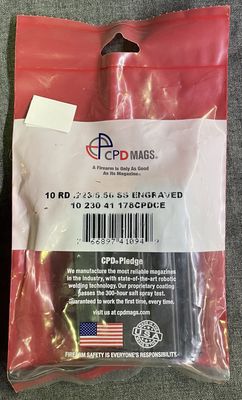 CPD MAGS®
A Firearm Is Only As Good
As Its Magazine®
10 RD .223/5.56 SS ENGRAVED
10 230 41 178CPDCE
66897 41094
CPD® Pledge
We manufacture the most reliable magazines
in the industry, with state-of-the-art robotic
welding technology. Our proprietary coating
passes the 300-hour salt spray test.
Guaranteed to work the first time, every time.
visit us at cpdmags.com
USA
FIREARM SAFETY IS EVERYONE'S RESPONSIBILITY.